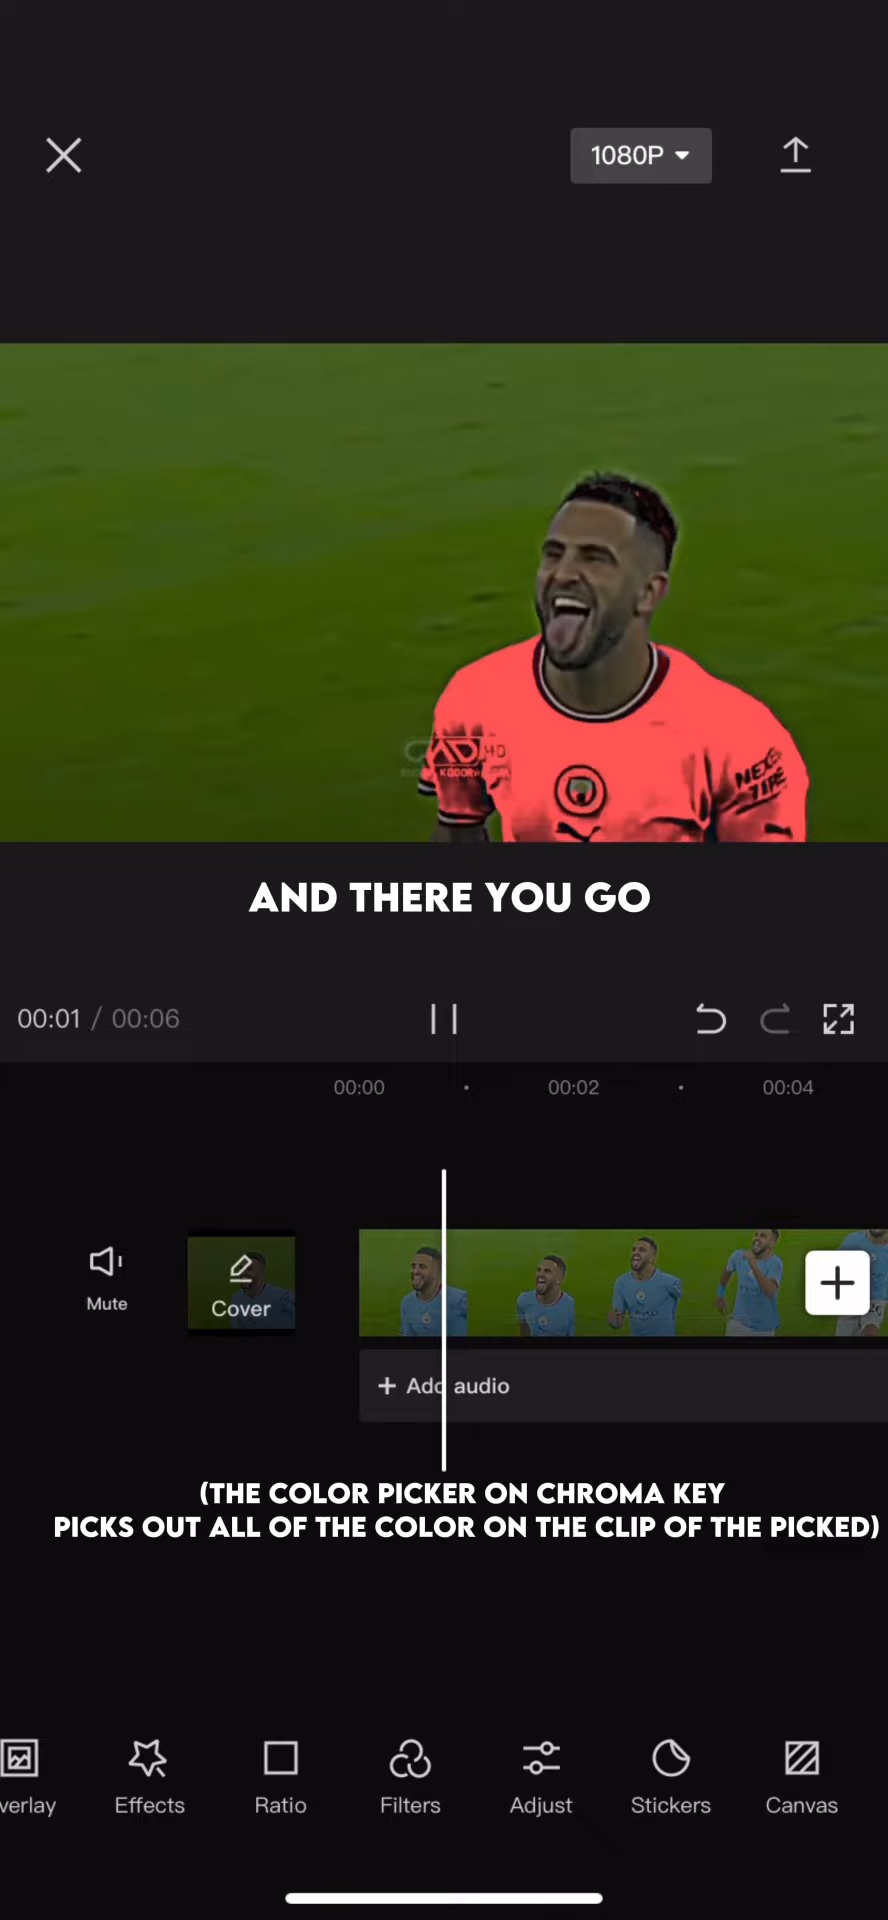 1080P
NEXEN
TIRE
AND THERE YOU GO
00:01 / 00:06
00:00
00:02
00:04
Mute
Cover
+ Add audio
(THE COLOR PICKER ON CHROMA KEY
PICKS OUT ALL OF THE COLOR ON THE CLIP OF THE PICKED)
verlay
Effects
Ratio
Filters
Adjust
Stickers
Canvas